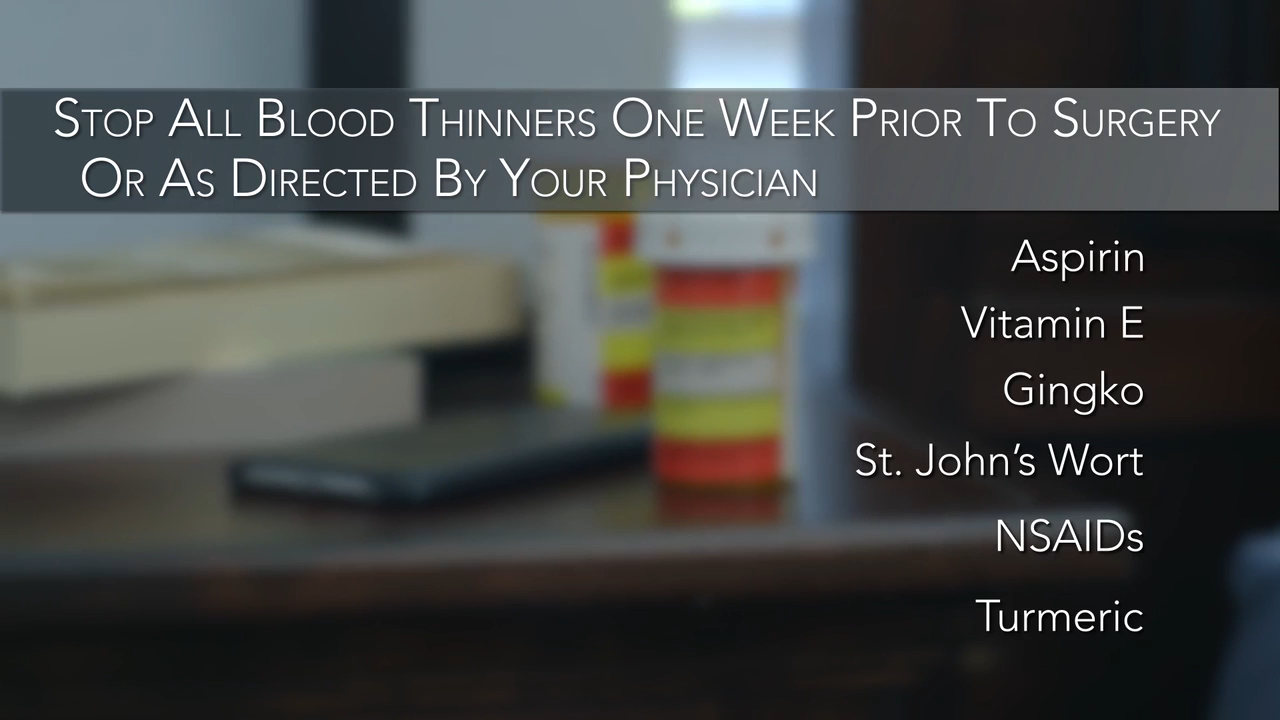 Stop All Blood Thinners One Week Prior To Surgery
Or As Directed By Your Physician
Aspirin
Vitamin E
Gingko
St. John’s Wort
NSAIDs
Turmeric